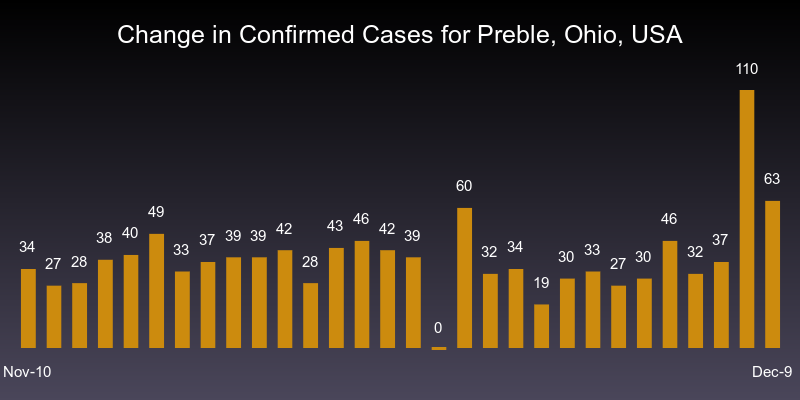 Change in Confirmed Cases for Preble, Ohio, USA
34 27 28 38 40 49 33 37 39 39 42 28 43 46 42 39 0 60 32 34 19 30 33 27 30 46 32 37 110 63
Nov-10 Dec-9